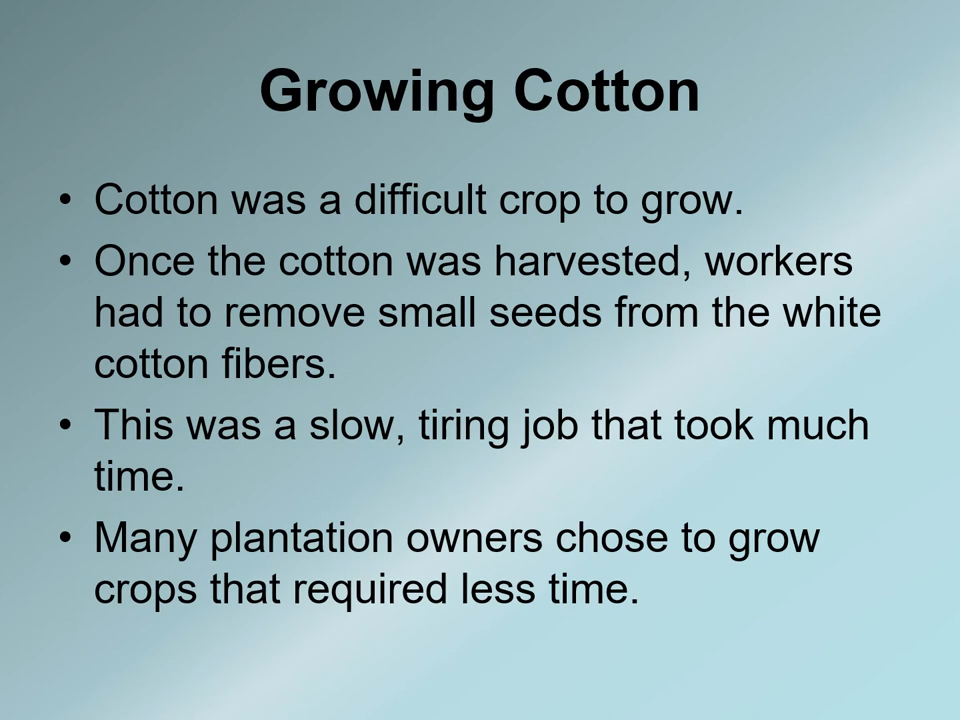 Growing Cotton
• Cotton was a difficult crop to grow.
• Once the cotton was harvested, workers
had to remove small seeds from the white
cotton fibers.
• This was a slow, tiring job that took much
time.
• Many plantation owners chose to grow
crops that required less time.